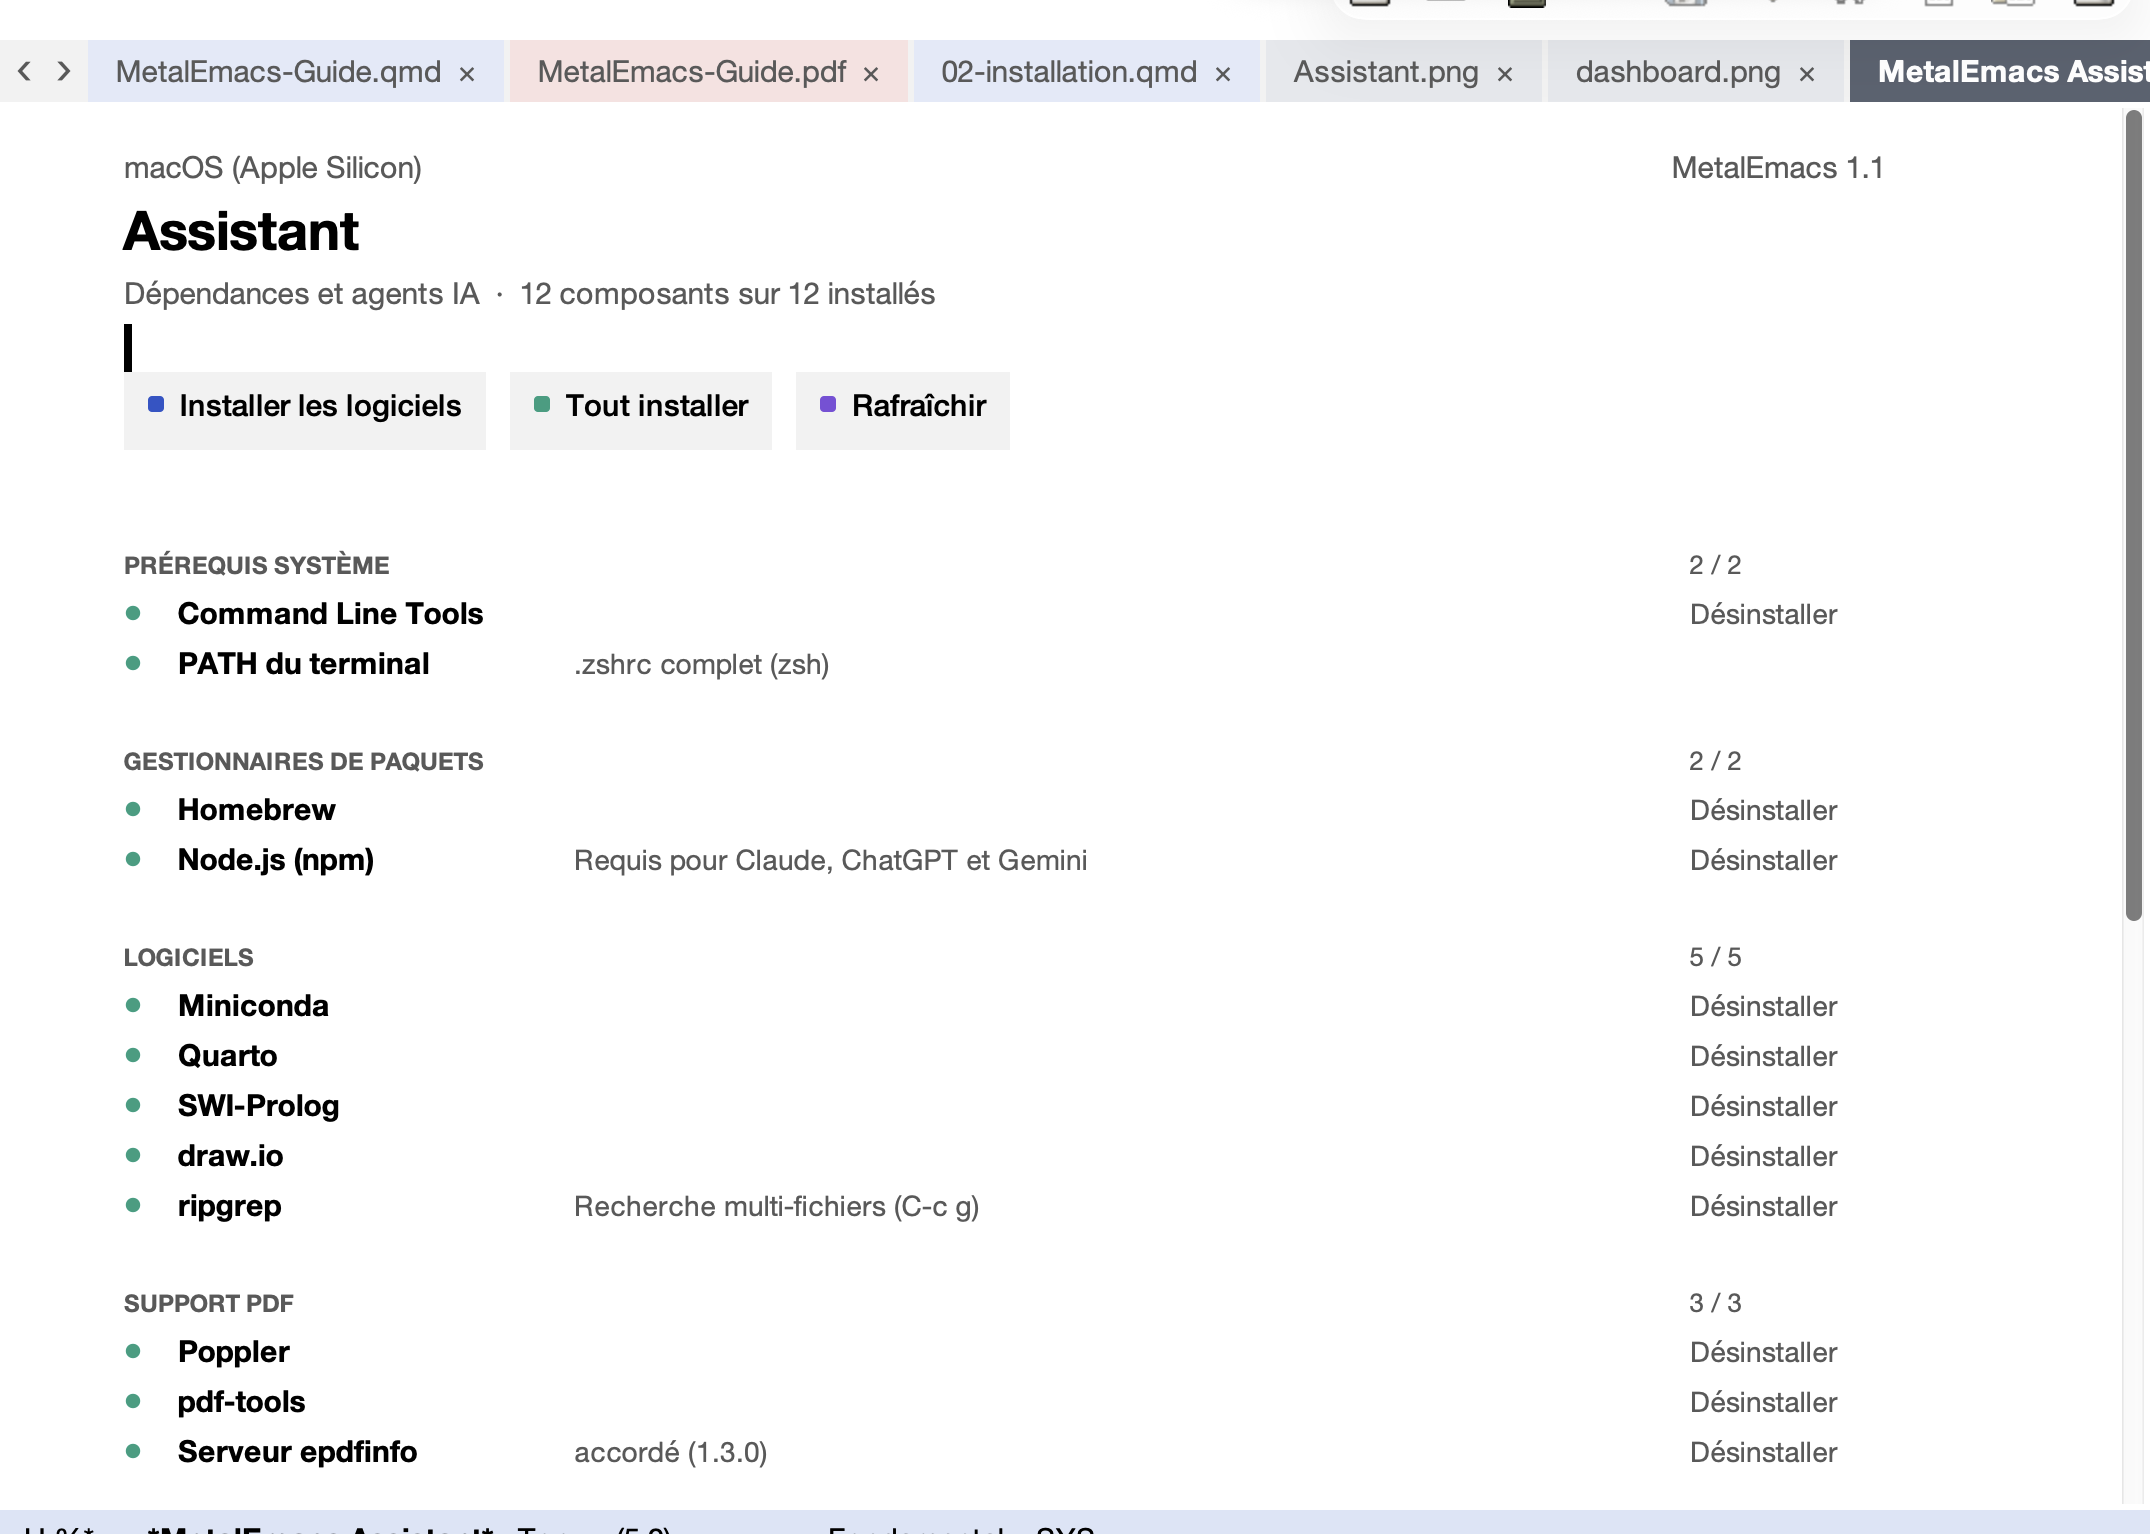 MetalEmacs-Guide.qmd × MetalEmacs-Guide.pdf × 02-installation.qmd × Assistant.png × dashboard.png × MetalEmacs
macOS (Apple Silicon) MetalEmacs 1.1
Assistant
Dépendances et agents IA · 12 composants sur 12 installés
Installer les logiciels Tout installer Rafraîchir
PRÉREQUIS SYSTÈME 2 / 2
Command Line Tools Désinstaller
PATH du terminal .zshrc complet (zsh)
GESTIONNAIRES DE PAQUETS 2 / 2
Homebrew Désinstaller
Node.js (npm) Requis pour Claude, ChatGPT et Gemini Désinstaller
LOGICIELS 5 / 5
Miniconda Désinstaller
Quarto Désinstaller
SWI-Prolog Désinstaller
draw.io Désinstaller
ripgrep Recherche multi-fichiers (C-c g) Désinstaller
SUPPORT PDF 3 / 3
Poppler Désinstaller
pdf-tools Désinstaller
Serveur epdfinfo accordé (1.3.0) Désinstaller